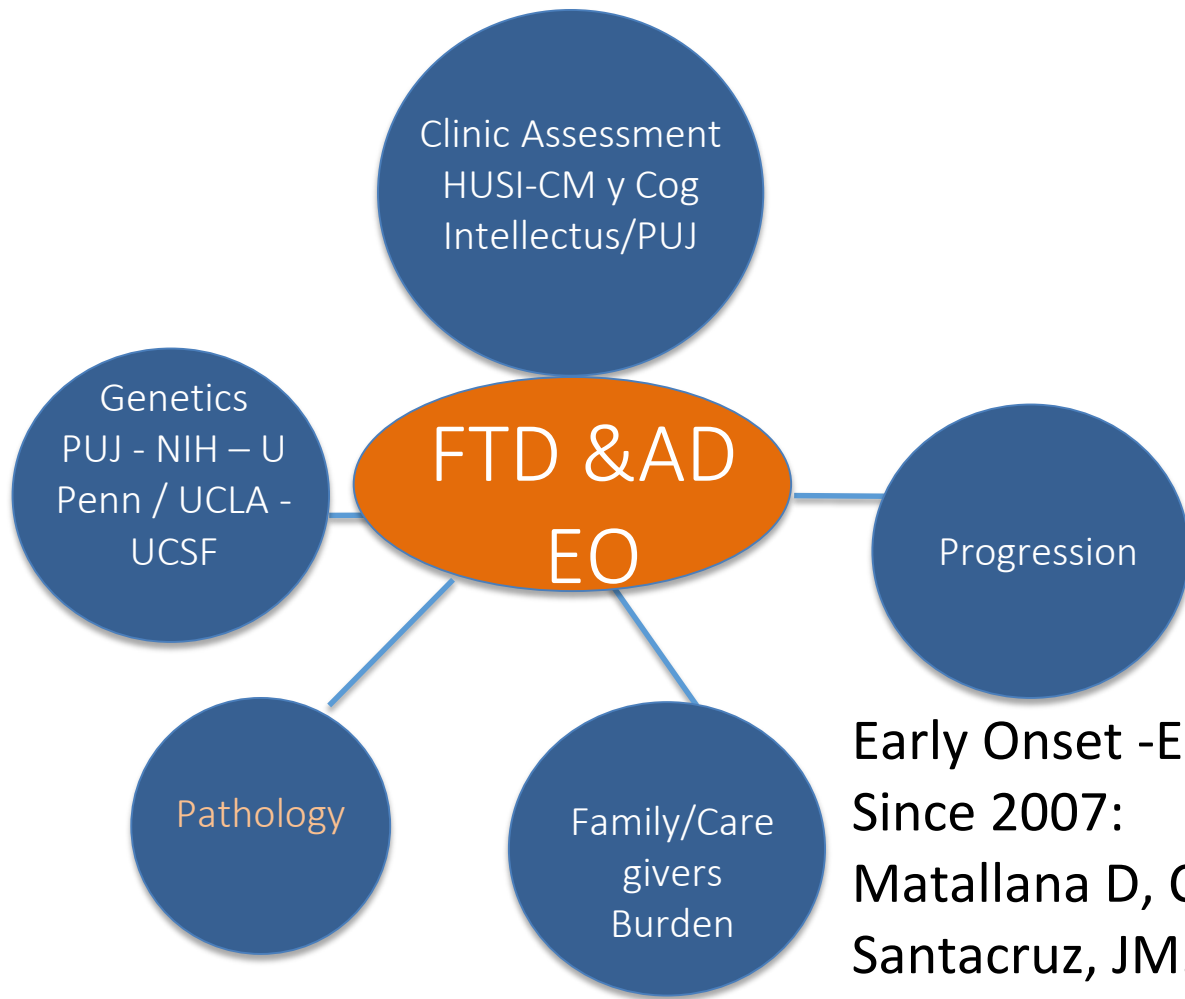 Clinic Assessment
HUSI-CM y Cog
Intellectus/PUJ
Genetics
PUJ - NIH – U
Penn / UCLA -
UCSF
FTD &AD
EO
Progression
Pathology
Family/Care
givers
Burden
Early Onset -E
Since 2007:
Matallana D,
Santacruz, JM